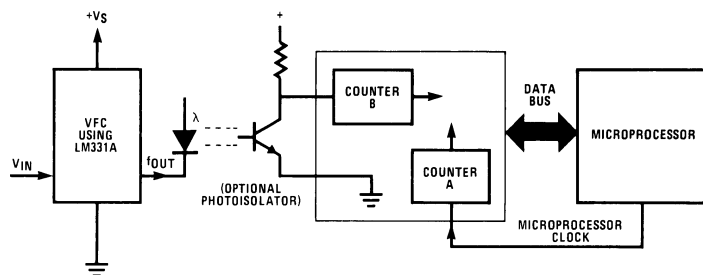 +VS
VFC
USING
LM331A
VIN
fOUT
λ
(OPTIONAL
PHOTOISOLATOR)
+
COUNTER
B
COUNTER
A
DATA
BUS
MICROPROCESSOR
MICROPROCESSOR
CLOCK